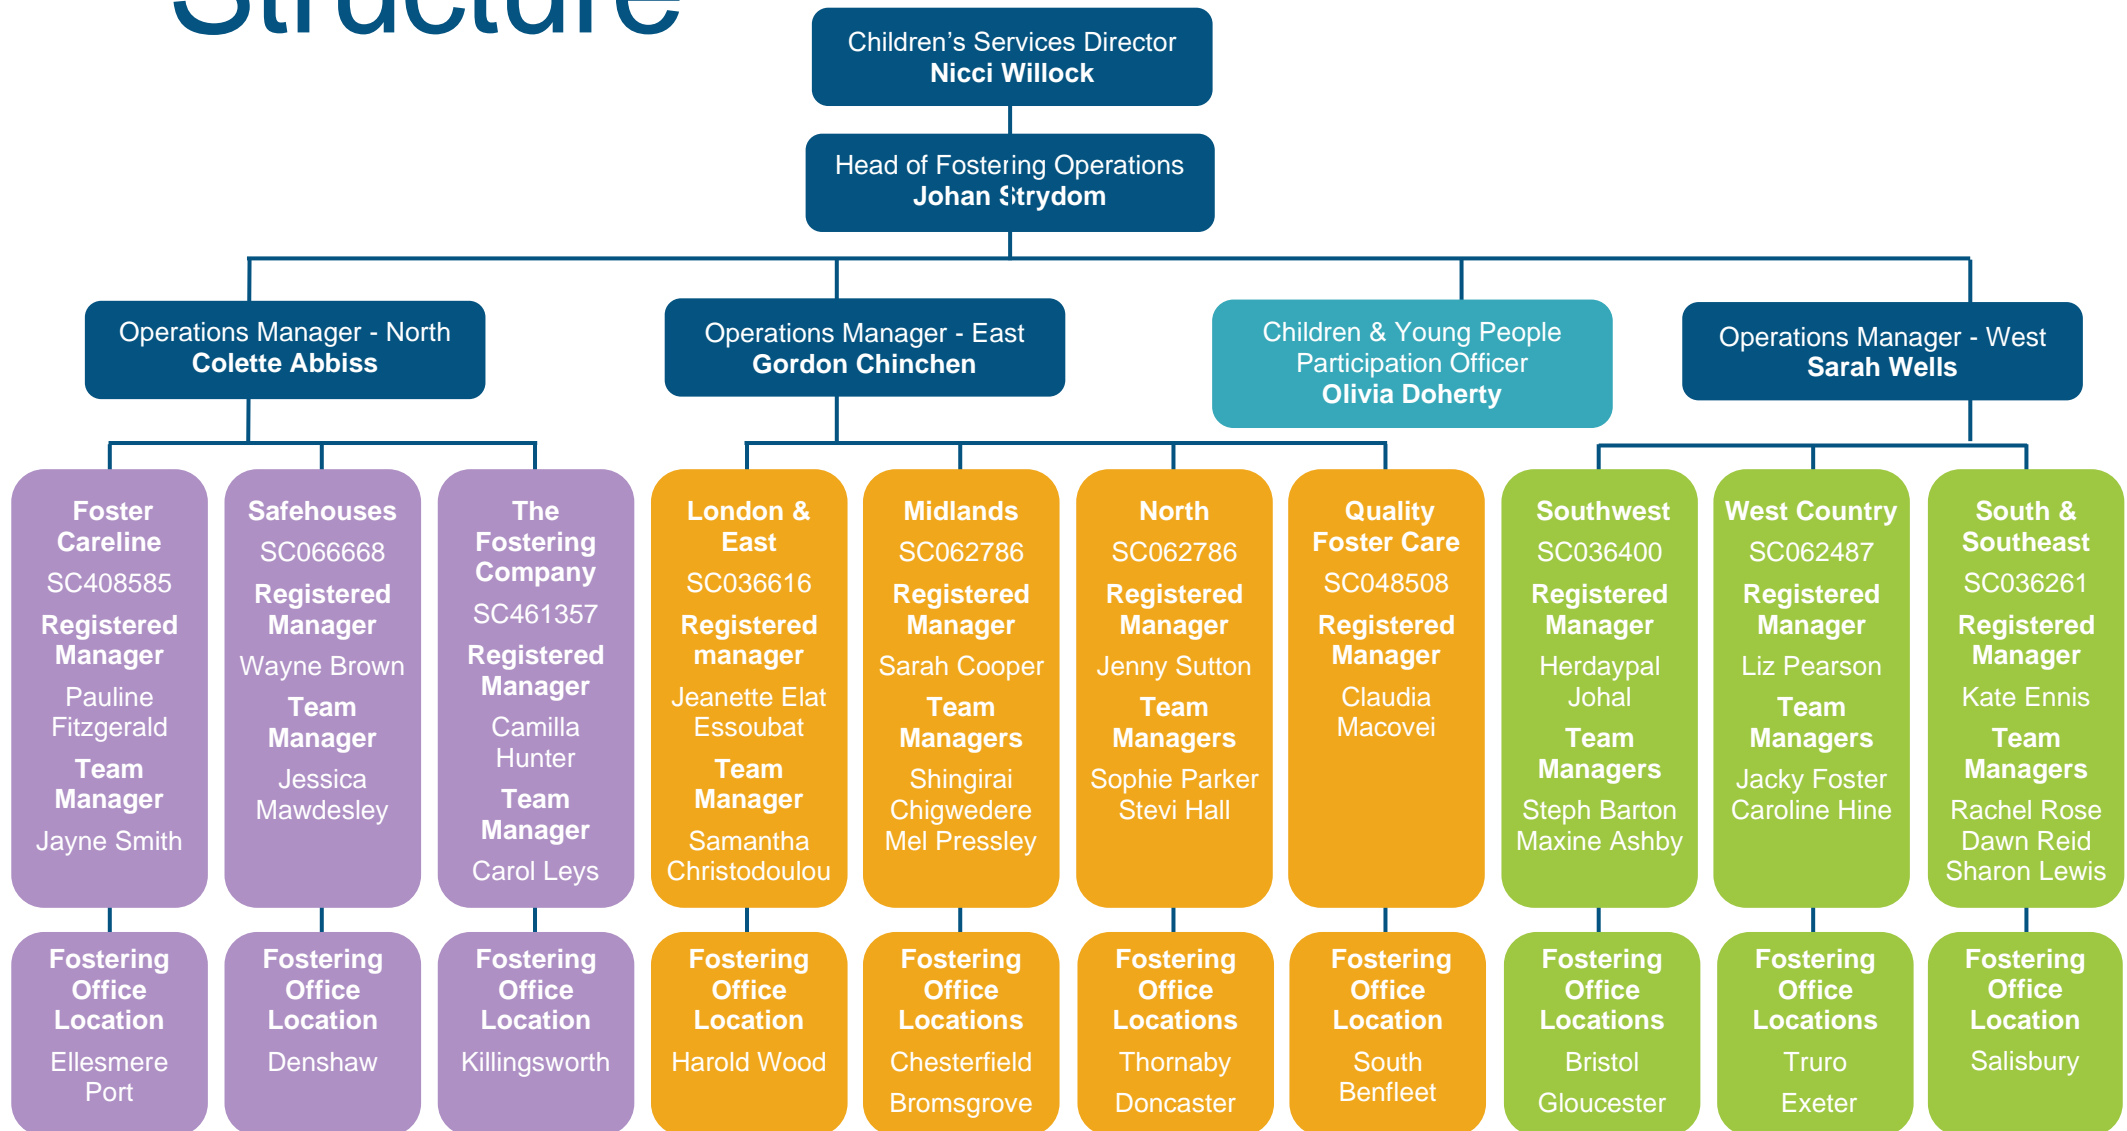 Structure
Children’s Services Director
Nicci Willock
Head of Fostering Operations
Johan Strydom
Operations Manager - North
Colette Abbiss
Operations Manager - East
Gordon Chinchen
Children & Young People
Participation Officer
Olivia Doherty
Operations Manager - West
Sarah Wells
Foster
Careline
SC408585
Registered
Manager
Pauline
Fitzgerald
Team
Manager
Jayne Smith
Safehouses
SC066668
Registered
Manager
Wayne Brown
Team
Manager
Jessica
Mawdesley
The
Fostering
Company
SC461357
Registered
Manager
Camilla
Hunter
Team
Manager
Carol Leys
London &
East
SC036616
Registered
manager
Jeanette Elat
Essoubat
Team
Manager
Samantha
Christodoulou
Midlands
SC062786
Registered
Manager
Sarah Cooper
Team
Managers
Shingirai
Chigwedere
Mel Pressley
North
SC062786
Registered
Manager
Jenny Sutton
Team
Managers
Sophie Parker
Stevi Hall
Quality
Foster Care
SC048508
Registered
Manager
Claudia
Macovei
Southwest
SC036400
Registered
Manager
Herdaypal
Johal
Team
Managers
Steph Barton
Maxine Ashby
West Country
SC062487
Registered
Manager
Liz Pearson
Team
Managers
Jacky Foster
Caroline Hine
South &
Southeast
SC036261
Registered
Manager
Kate Ennis
Team
Managers
Rachel Rose
Dawn Reid
Sharon Lewis
Fostering
Office
Location
Ellesmere
Port
Fostering
Office
Location
Denshaw
Fostering
Office
Location
Killingsworth
Fostering
Office
Location
Harold Wood
Fostering
Office
Locations
Chesterfield
Bromsgrove
Fostering
Office
Locations
Thornaby
Doncaster
Fostering
Office
Location
South
Benfleet
Fostering
Office
Locations
Bristol
Gloucester
Fostering
Office
Locations
Truro
Exeter
Fostering
Office
Location
Salisbury